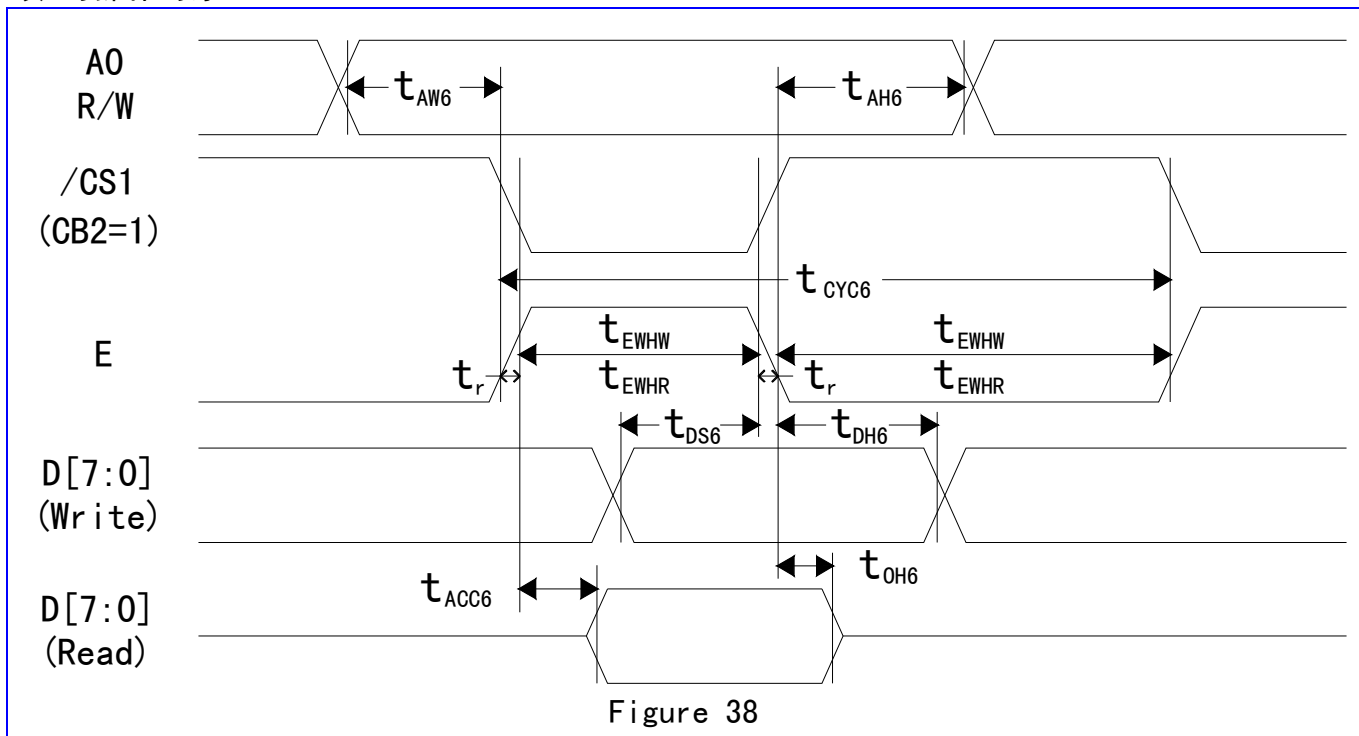 A0
R/W
tAW6
tAH6
/CS1
(CB2=1)
tCYC6
E
tEWHW
tEWHR
tEWHW
tEWHR
tr
tr
tDS6
tDH6
D[7:0]
(Write)
tACC6
tOH6
D[7:0]
(Read)
Figure 38